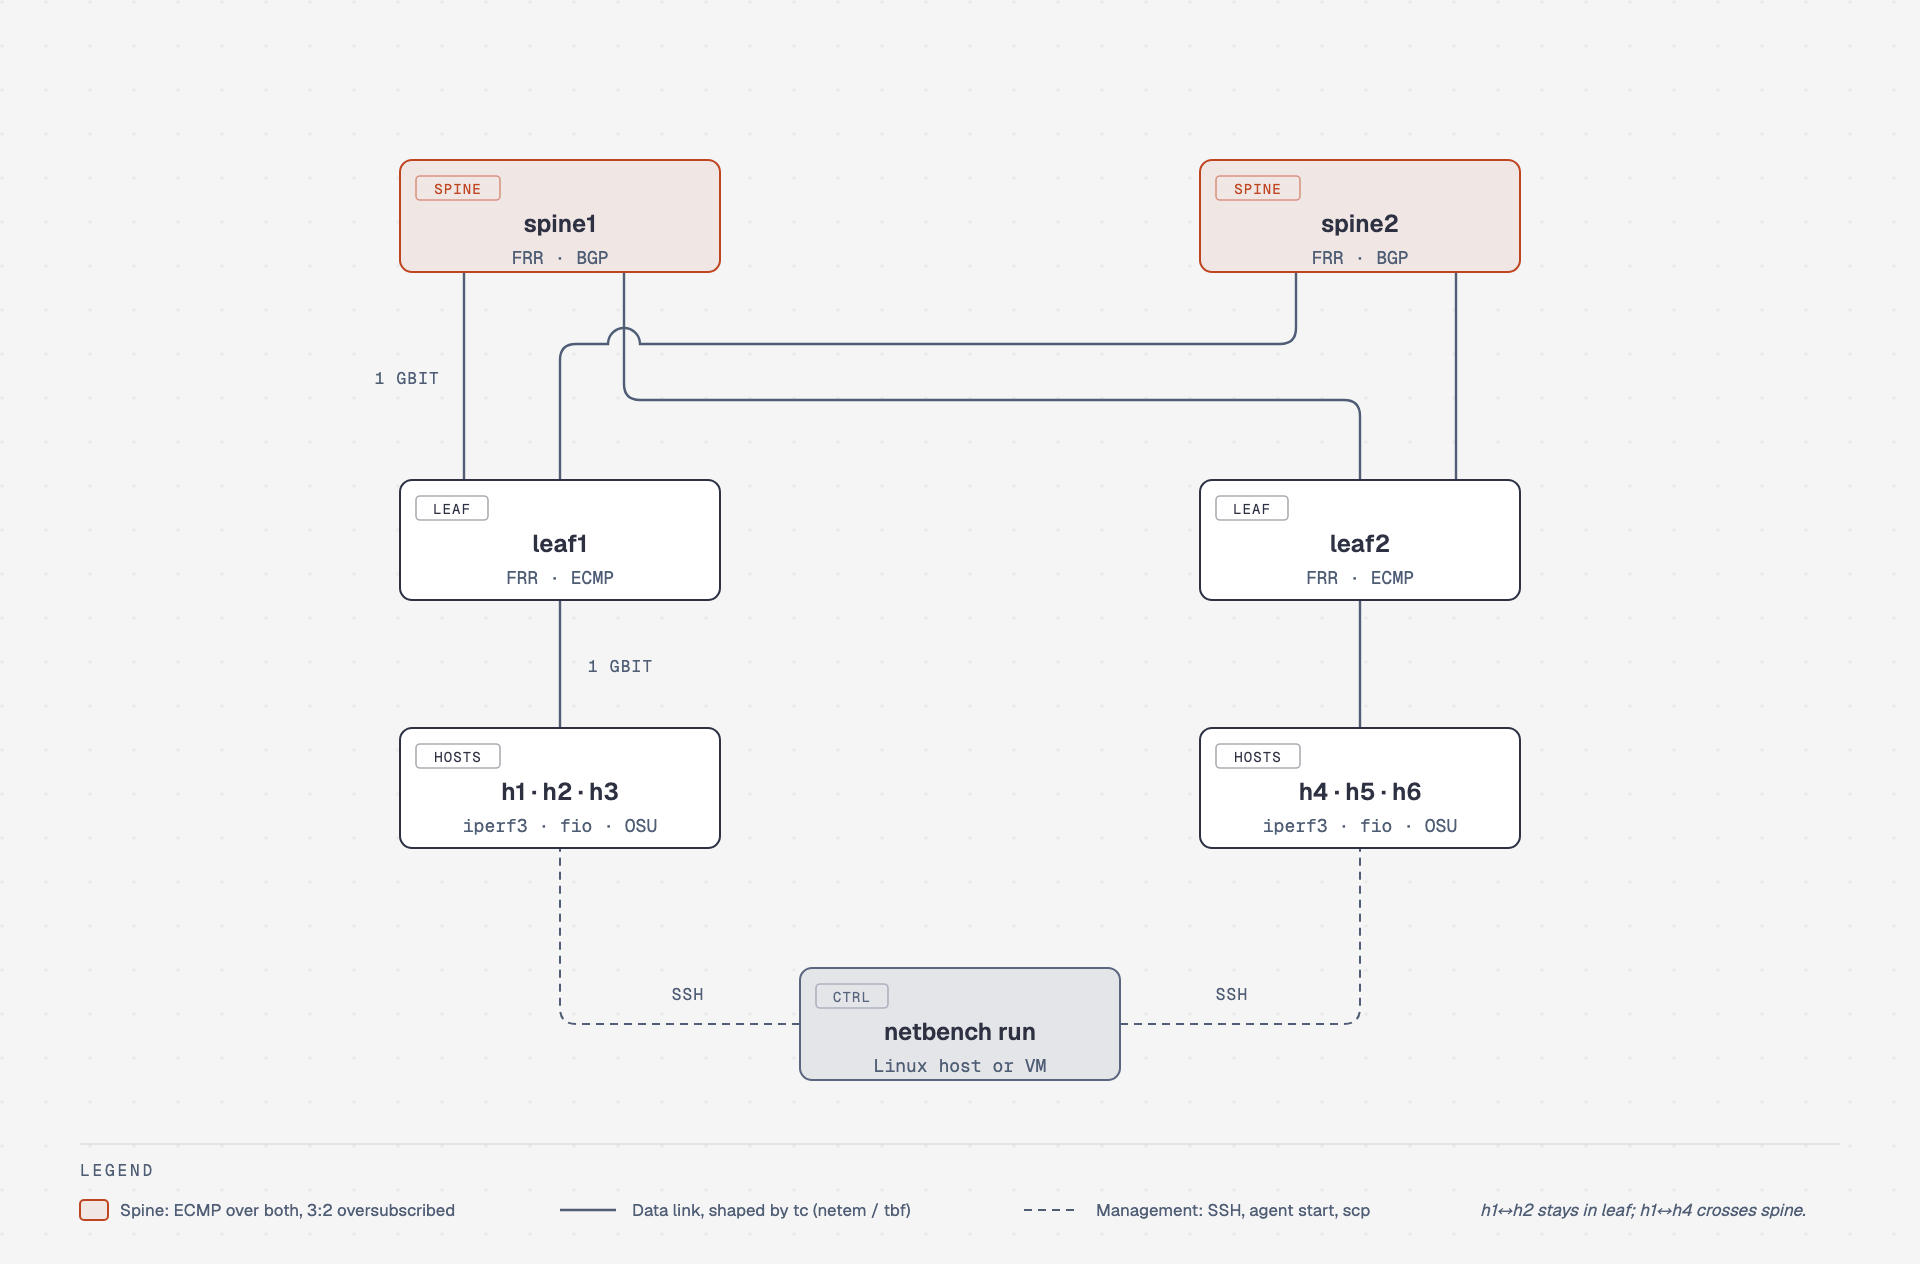 SPINE
spine1
FRR · BGP
SPINE
spine2
FRR · BGP
1 GBIT
LEAF
leaf1
FRR · ECMP
LEAF
leaf2
FRR · ECMP
1 GBIT
HOSTS
h1 · h2 · h3
iperf3 · fio · OSU
HOSTS
h4 · h5 · h6
iperf3 · fio · OSU
SSH
CTRL
netbench run
Linux host or VM
SSH
LEGEND
Spine: ECMP over both, 3:2 oversubscribed
Data link, shaped by tc (netem / tbf)
Management: SSH, agent start, scp
h1↔h2 stays in leaf; h1↔h4 crosses spine.